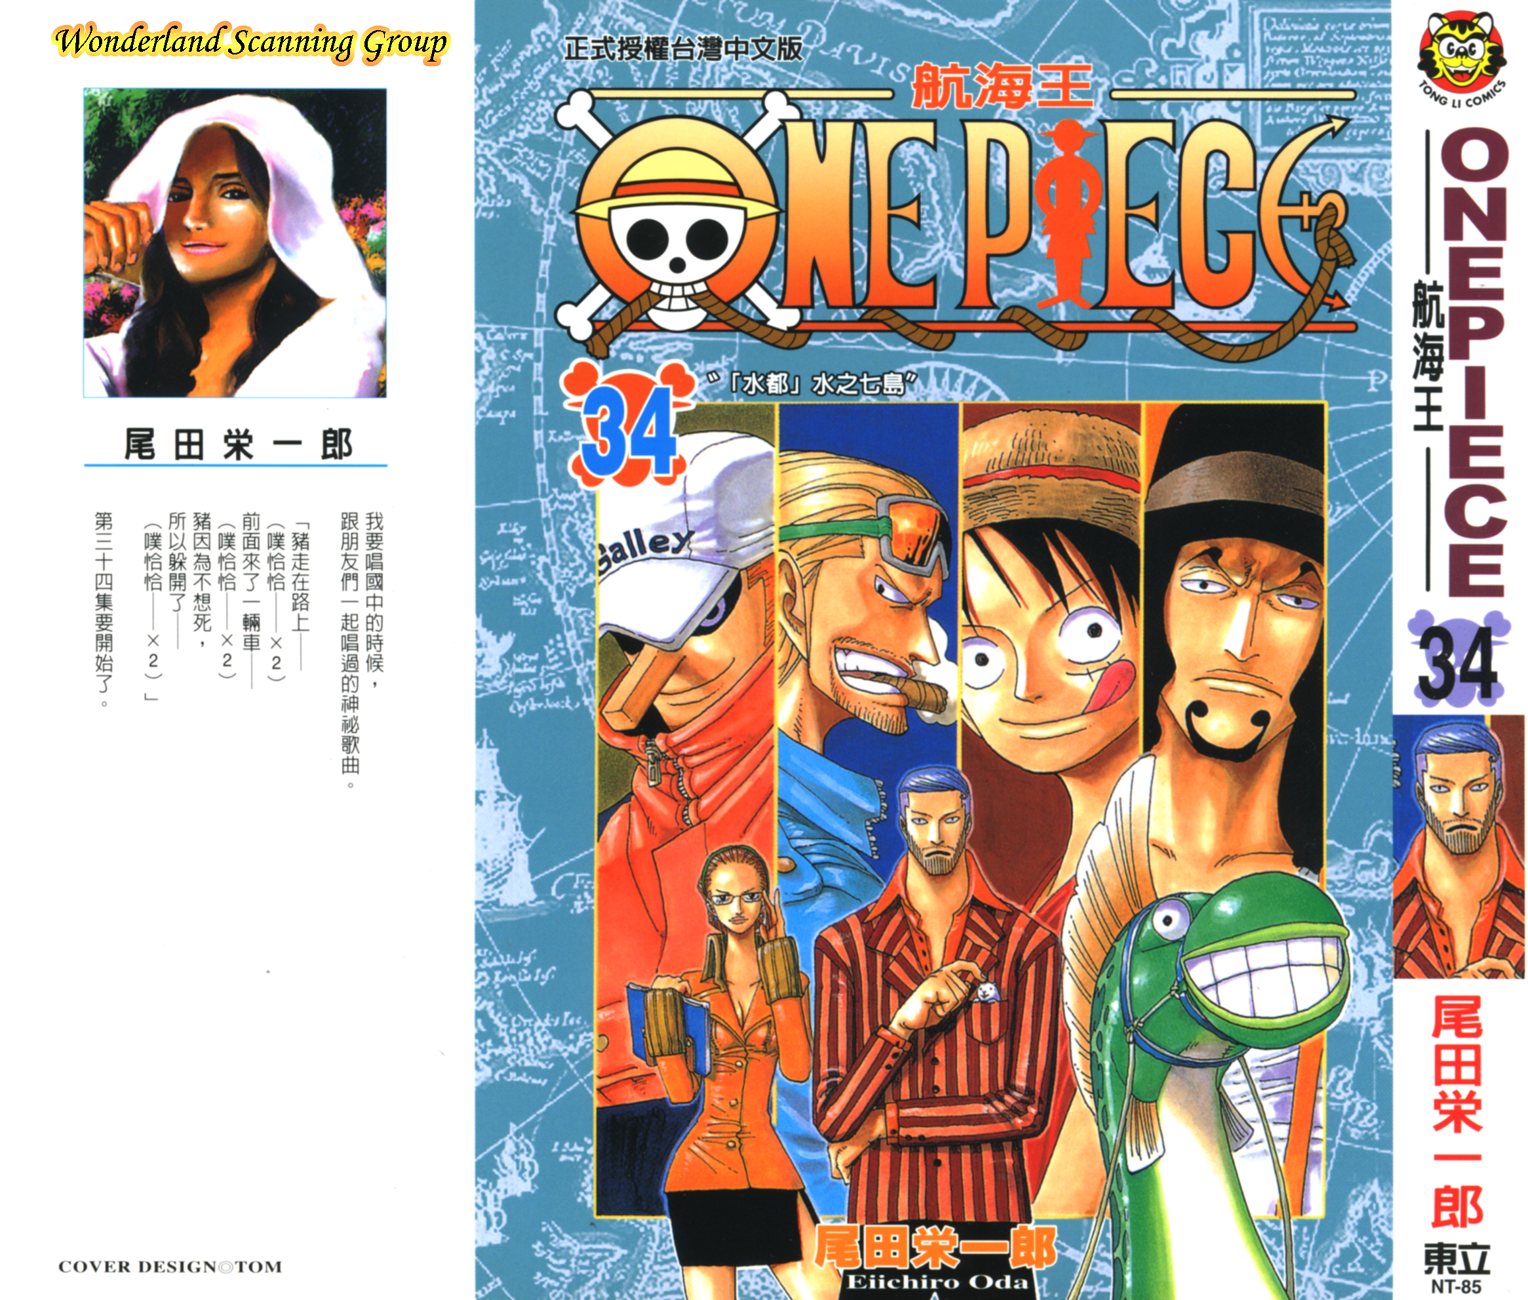 Wonderland Scanning Group
尾田栄一郎
我要唱國中的時候，
跟朋友們一起唱過的神祕歌曲。
「豬走在路上——
（噗恰恰——×2）
前面來了一輛車——
（噗恰恰——×2）
豬因為不想死，
所以躲開了——
（噗恰恰——×2）」
第三十四集要開始了。
COVER DESIGN◎TOM
正式授權台灣中文版
航海王
ONE PIECE
34
〝「水都」水之七島〞
Galley
尾田栄一郎
Eiichiro Oda
TONG LI COMICS
ONE PIECE
航海王
34
尾田栄一郎
東立
NT-85